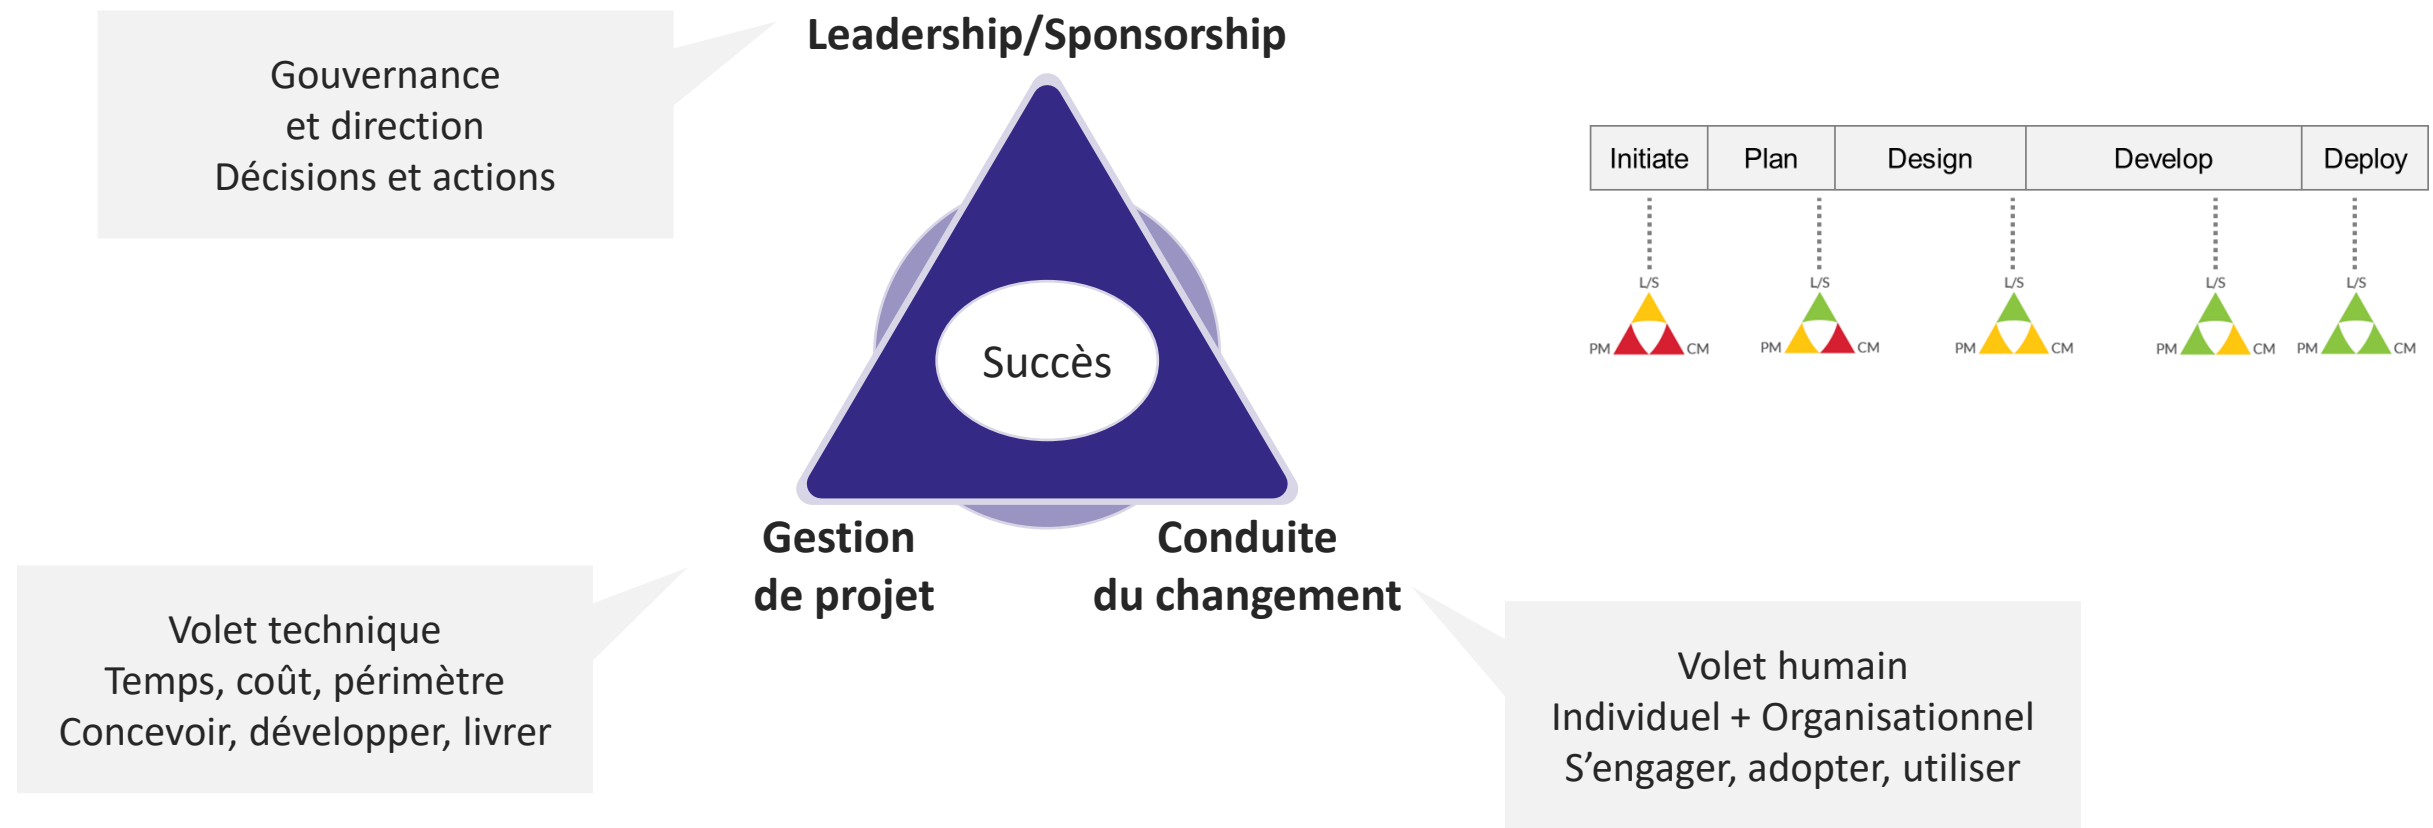 Leadership/Sponsorship
Gouvernance
et direction
Décisions et actions
Succès
Gestion
de projet
Conduite
du changement
Volet technique
Temps, coût, périmètre
Concevoir, développer, livrer
Volet humain
Individuel + Organisationnel
S’engager, adopter, utiliser
Initiate Plan Design Develop Deploy
L/S L/S L/S L/S L/S
PM CM PM CM PM CM PM CM PM CM